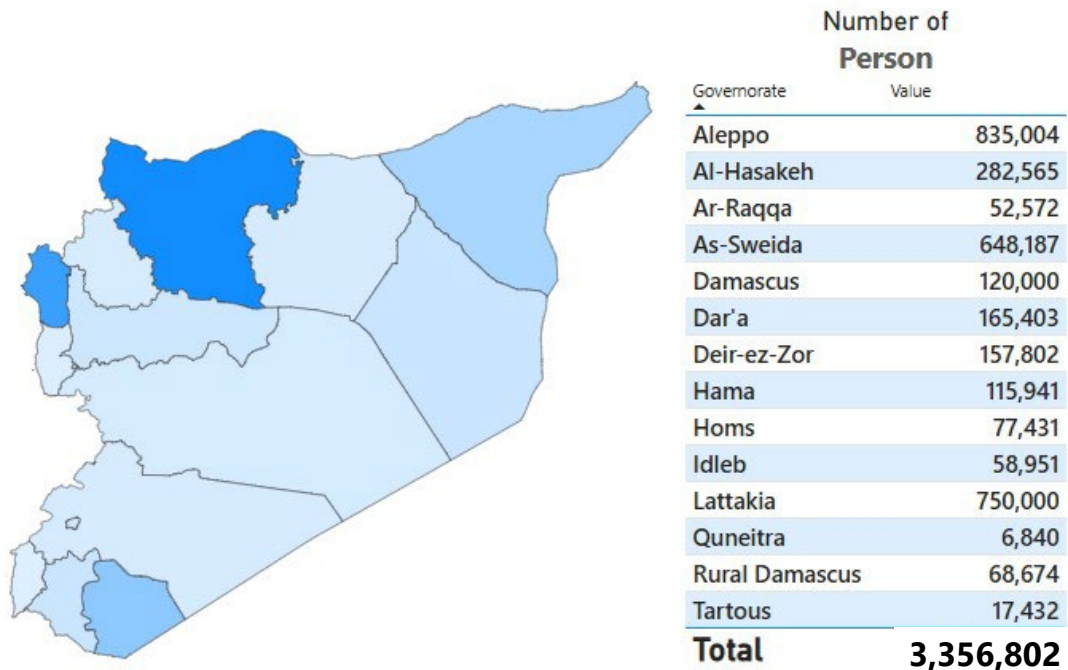 Number of
Person
Governorate Value
Aleppo 835,004
Al-Hasakeh 282,565
Ar-Raqqa 52,572
As-Sweida 648,187
Damascus 120,000
Dar'a 165,403
Deir-ez-Zor 157,802
Hama 115,941
Homs 77,431
Idleb 58,951
Lattakia 750,000
Quneitra 6,840
Rural Damascus 68,674
Tartous 17,432
Total 3,356,802